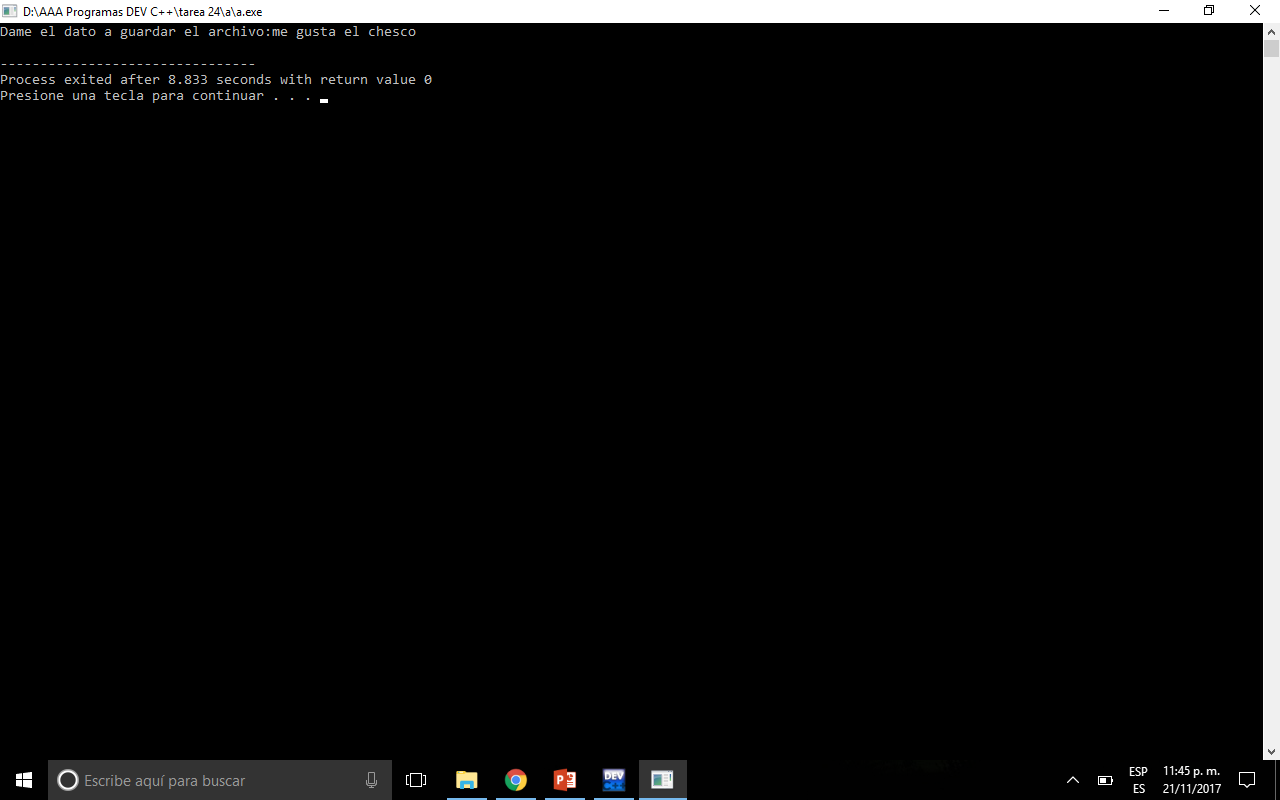 D:\AAA Programas DEV C++\tarea 24\a\a.exe
Dame el dato a guardar el archivo:me gusta el chesco
--------------------------------
Process exited after 8.833 seconds with return value 0
Presione una tecla para continuar . . .
Escribe aquí para buscar
P
DEV
C++
ESP
ES
11:45 p. m.
21/11/2017